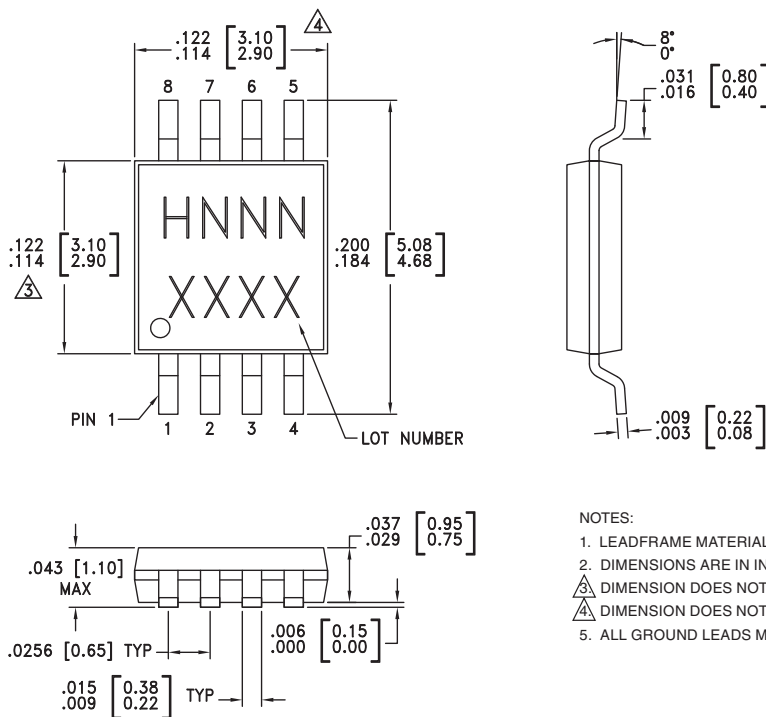 .122 [3.10]
.114 [2.90]
4
8 7 6 5
HNNN
XXXX
.122 [3.10]
.114 [2.90]
3
.200 [5.08]
.184 [4.68]
PIN 1
1 2 3 4
LOT NUMBER
8°
0°
.031 [0.80]
.016 [0.40]
.009 [0.22]
.003 [0.08]
.043 [1.10]
MAX
.037 [0.95]
.029 [0.75]
.0256 [0.65] TYP
.006 [0.15]
.000 [0.00]
.015 [0.38]
.009 [0.22]
TYP
NOTES:
1. LEADFRAME MATERIAL
2. DIMENSIONS ARE IN IN
3. DIMENSION DOES NOT
4. DIMENSION DOES NOT
5. ALL GROUND LEADS M